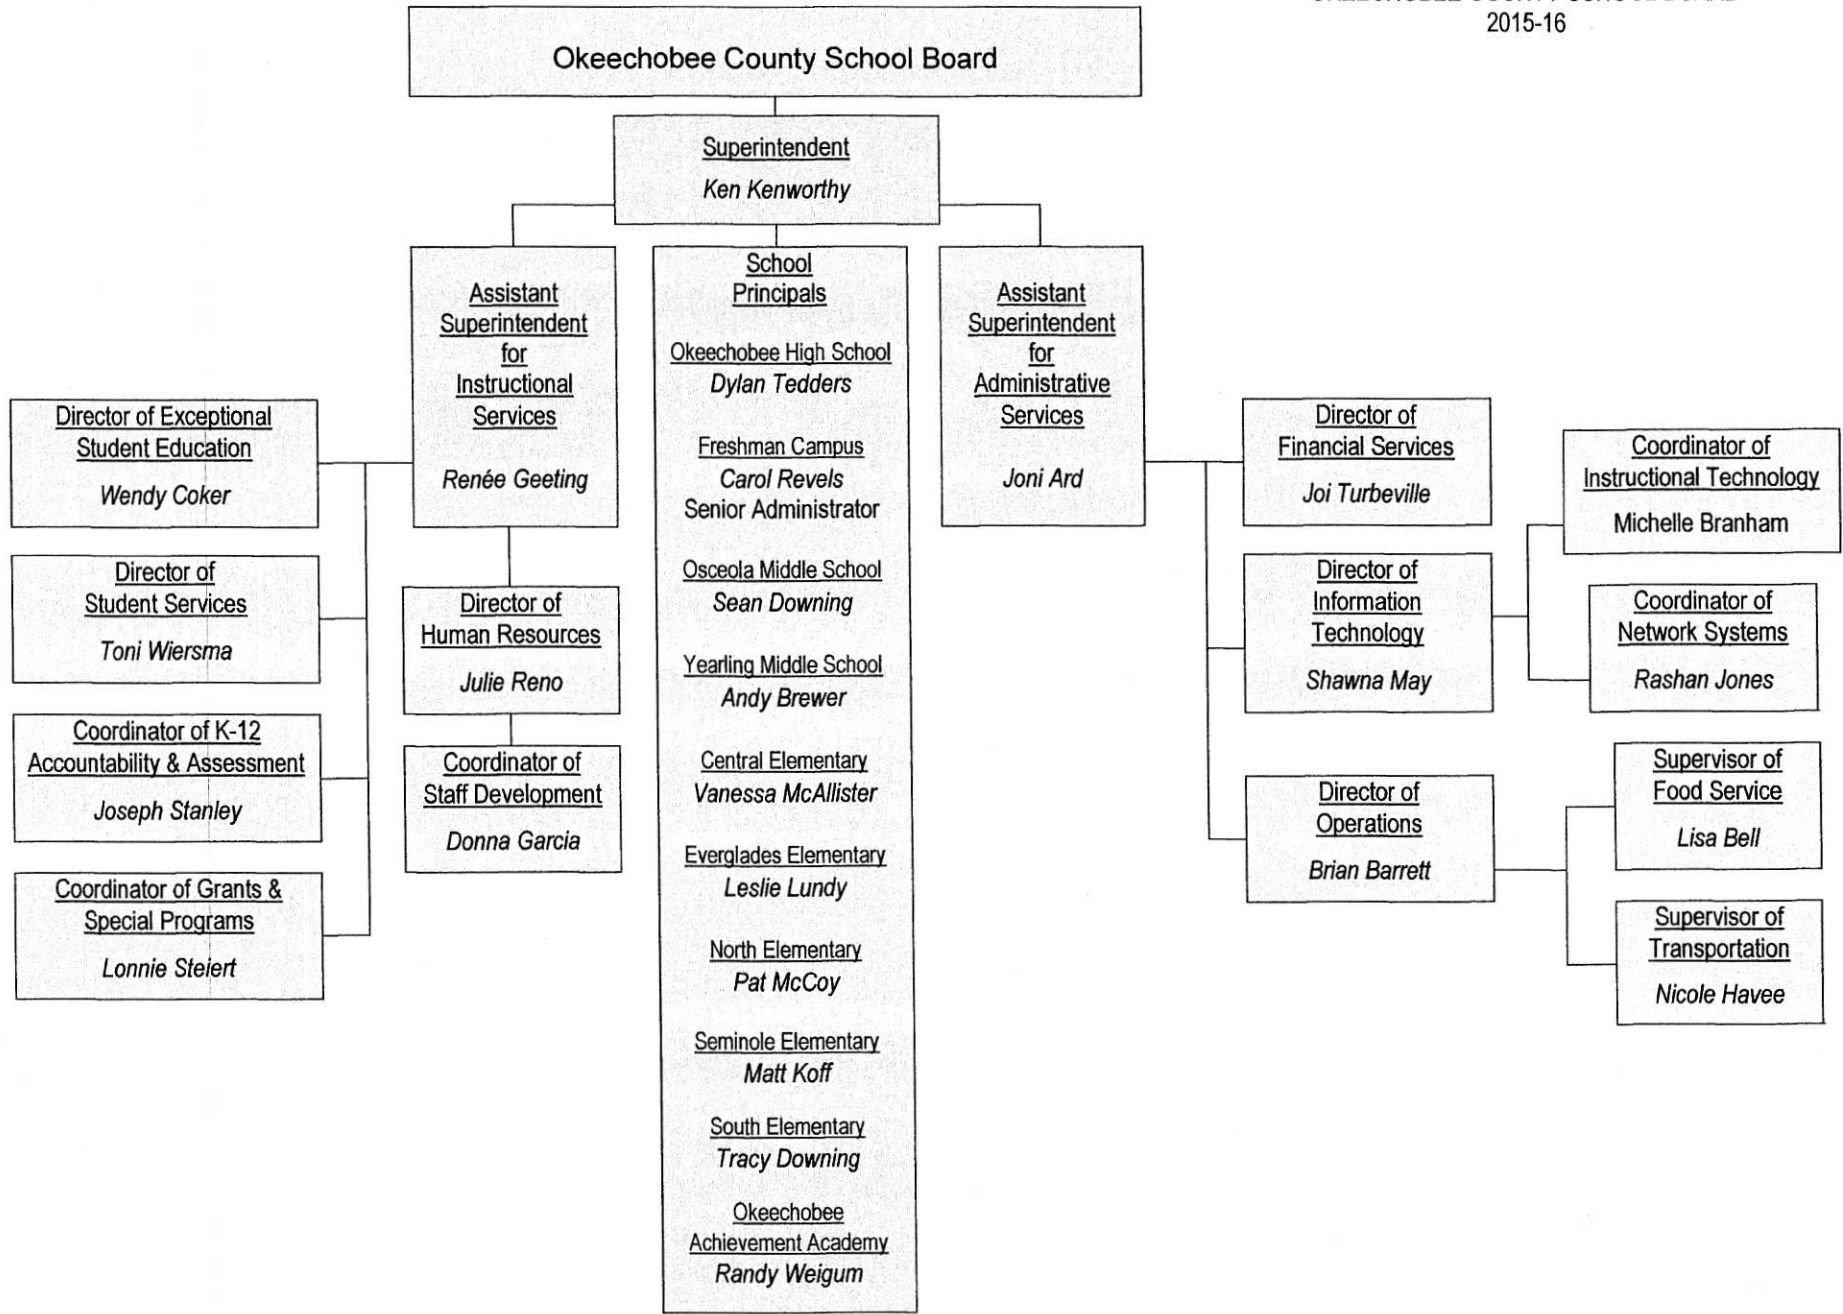 2015-16
Okeechobee County School Board
Superintendent
Ken Kenworthy
Assistant
Superintendent
for
Instructional
Services
Renée Geeting
School
Principals
Okeechobee High School
Dylan Tedders
Freshman Campus
Carol Revels
Senior Administrator
Osceola Middle School
Sean Downing
Yearling Middle School
Andy Brewer
Central Elementary
Vanessa McAllister
Everglades Elementary
Leslie Lundy
North Elementary
Pat McCoy
Seminole Elementary
Matt Koff
South Elementary
Tracy Downing
Okeechobee
Achievement Academy
Randy Weigum
Assistant
Superintendent
for
Administrative
Services
Joni Ard
Director of Exceptional
Student Education
Wendy Coker
Director of
Student Services
Toni Wiersma
Coordinator of K-12
Accountability & Assessment
Joseph Stanley
Coordinator of Grants &
Special Programs
Lonnie Steiert
Director of
Human Resources
Julie Reno
Coordinator of
Staff Development
Donna Garcia
Director of
Financial Services
Joi Turbeville
Director of
Information
Technology
Shawna May
Director of
Operations
Brian Barrett
Coordinator of
Instructional Technology
Michelle Branham
Coordinator of
Network Systems
Rashan Jones
Supervisor of
Food Service
Lisa Bell
Supervisor of
Transportation
Nicole Havee